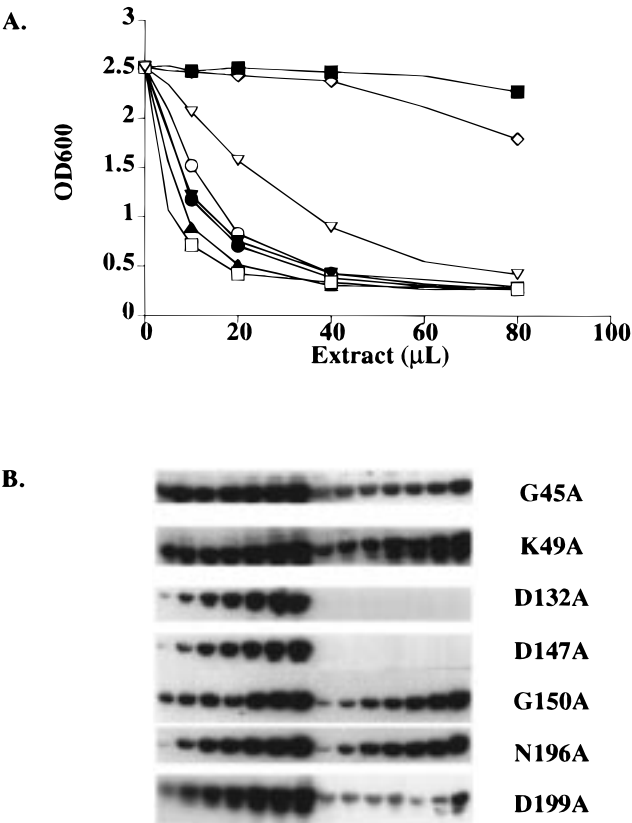 A.
3
2.5
2
1.5
1
0.5
0
OD600
0 20 40 60 80 100
Extract (μL)
B.
G45A
K49A
D132A
D147A
G150A
N196A
D199A